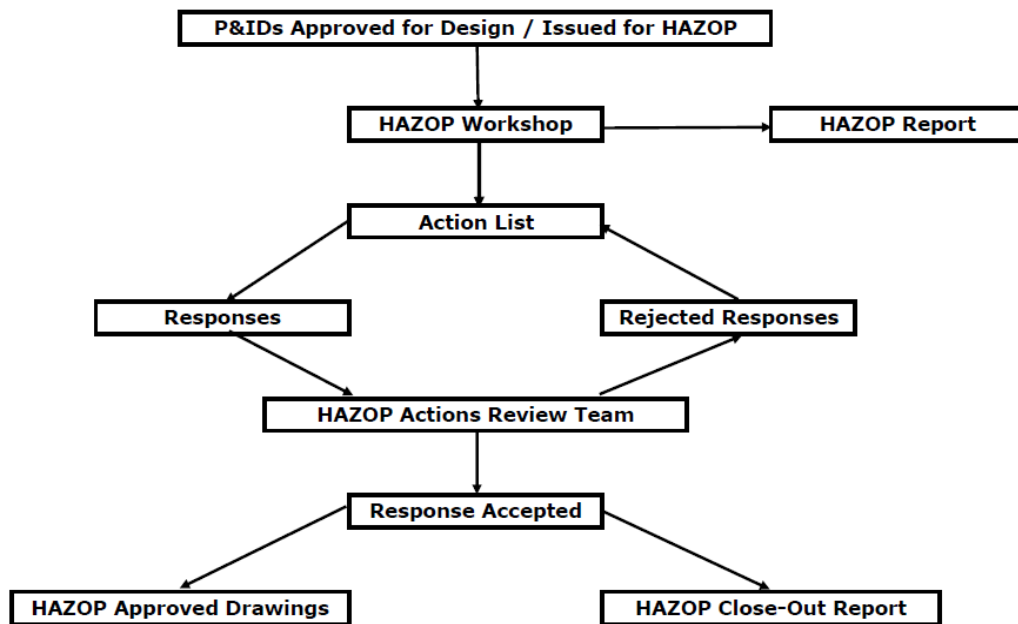 P&IDs Approved for Design / Issued for HAZOP
HAZOP Workshop
HAZOP Report
Action List
Responses
Rejected Responses
HAZOP Actions Review Team
Response Accepted
HAZOP Approved Drawings
HAZOP Close-Out Report